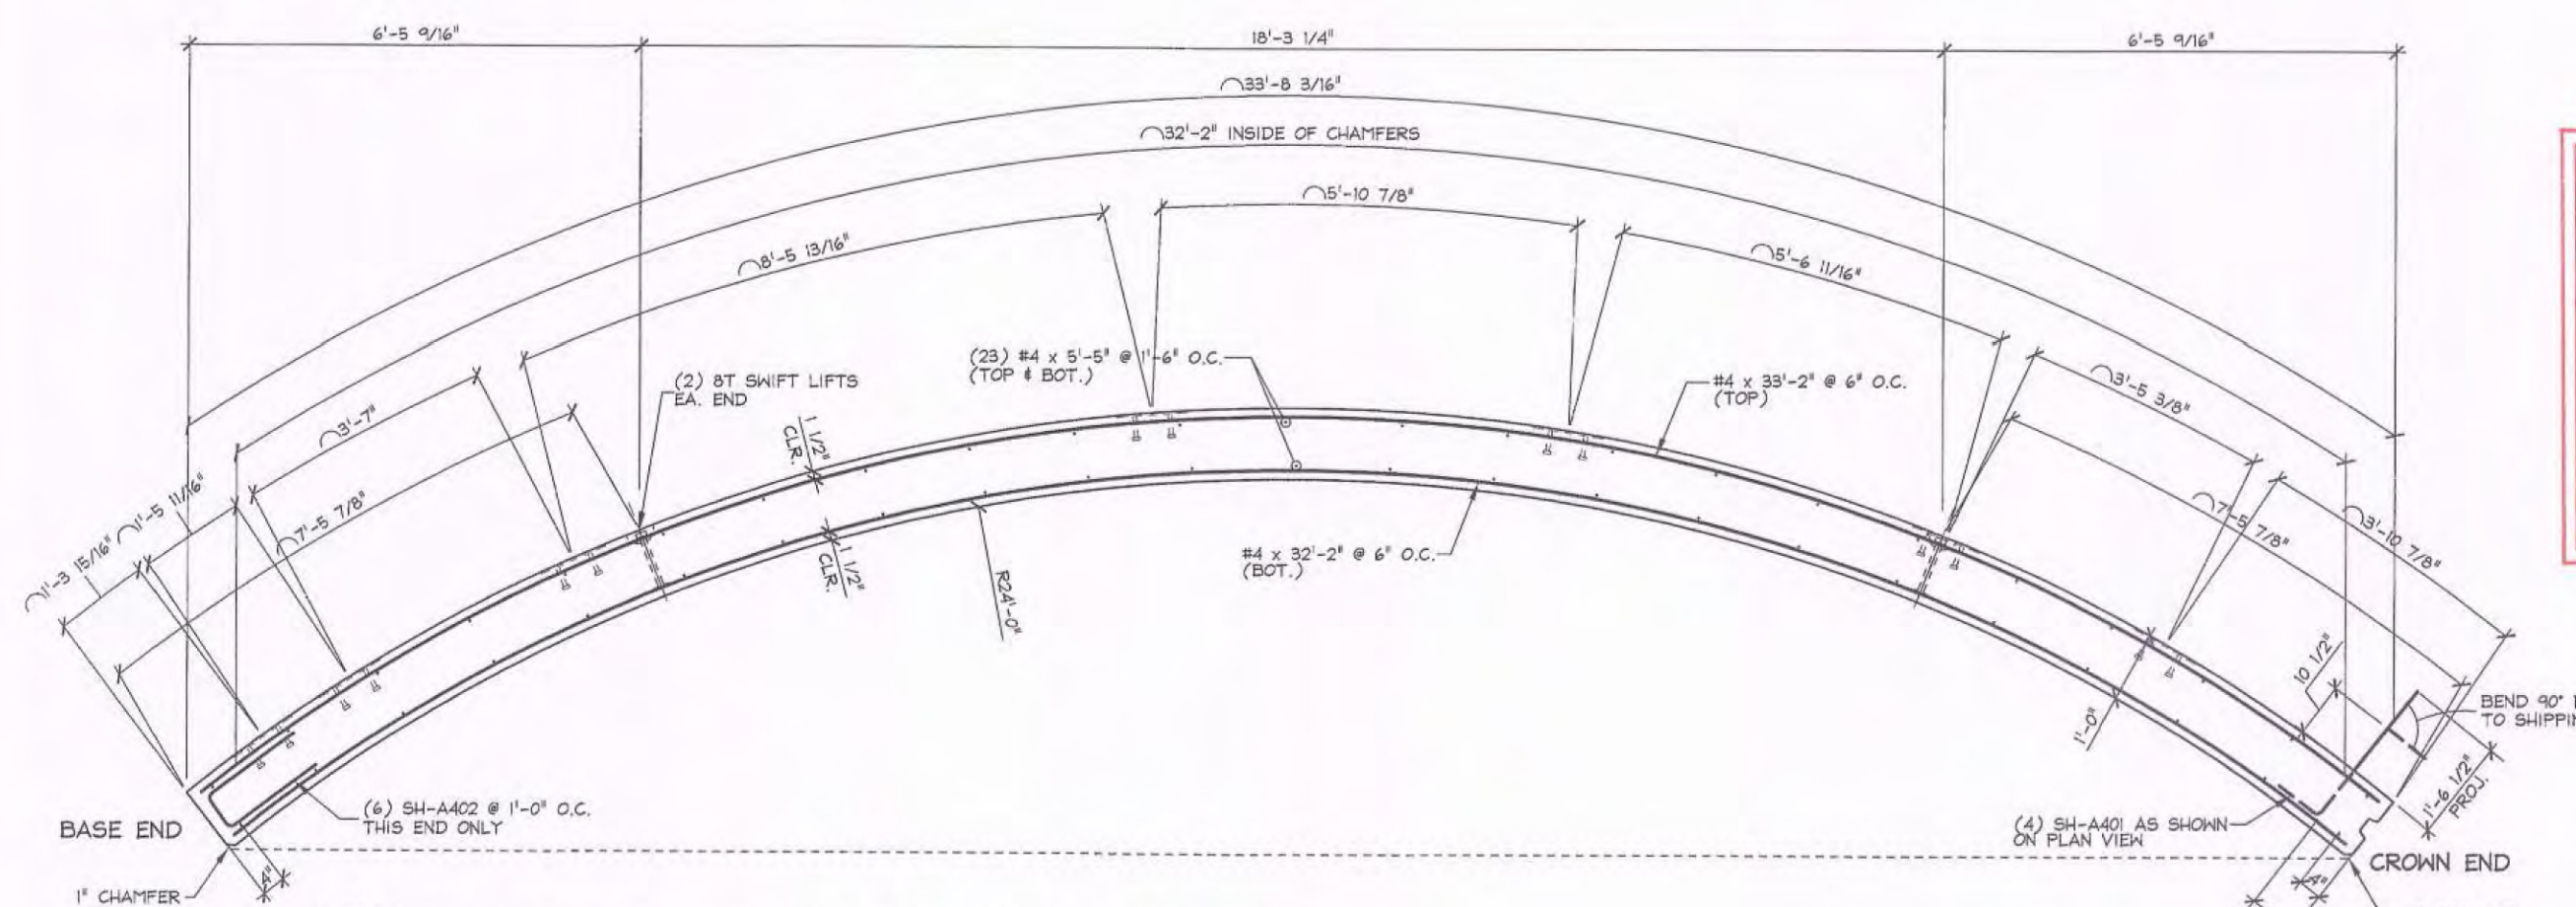 6'-5 9/16"
18'-3 1/4"
6'-5 9/16"
⌒33'-8 3/16"
⌒32'-2" INSIDE OF CHAMFERS
⌒5'-10 7/8"
⌒8'-5 13/16"
⌒5'-6 11/16"
(23) #4 x 5'-5" @ 1'-6" O.C.
(TOP & BOT.)
(2) 8T SWIFT LIFTS
EA. END
#4 x 33'-2" @ 6" O.C.
(TOP)
⌒3'-5 3/8"
⌒3'-7"
1 1/2"
CLR.
⌒1'-3 15/16"
⌒1'-5 11/16"
⌒7'-5 7/8"
⌒7'-5 7/8"
⌒3'-10 7/8"
1 1/2"
CLR.
R24'-0"
#4 x 32'-2" @ 6" O.C.
(BOT.)
10 1/2"
1'-0"
BEND 90°
TO SHIPPIN
1'-6 1/2"
PROJ.
BASE END
(6) SH-A402 @ 1'-0" O.C.
THIS END ONLY
(4) SH-A401 AS SHOWN
ON PLAN VIEW
CROWN END
4"
4"
1" CHAMFER